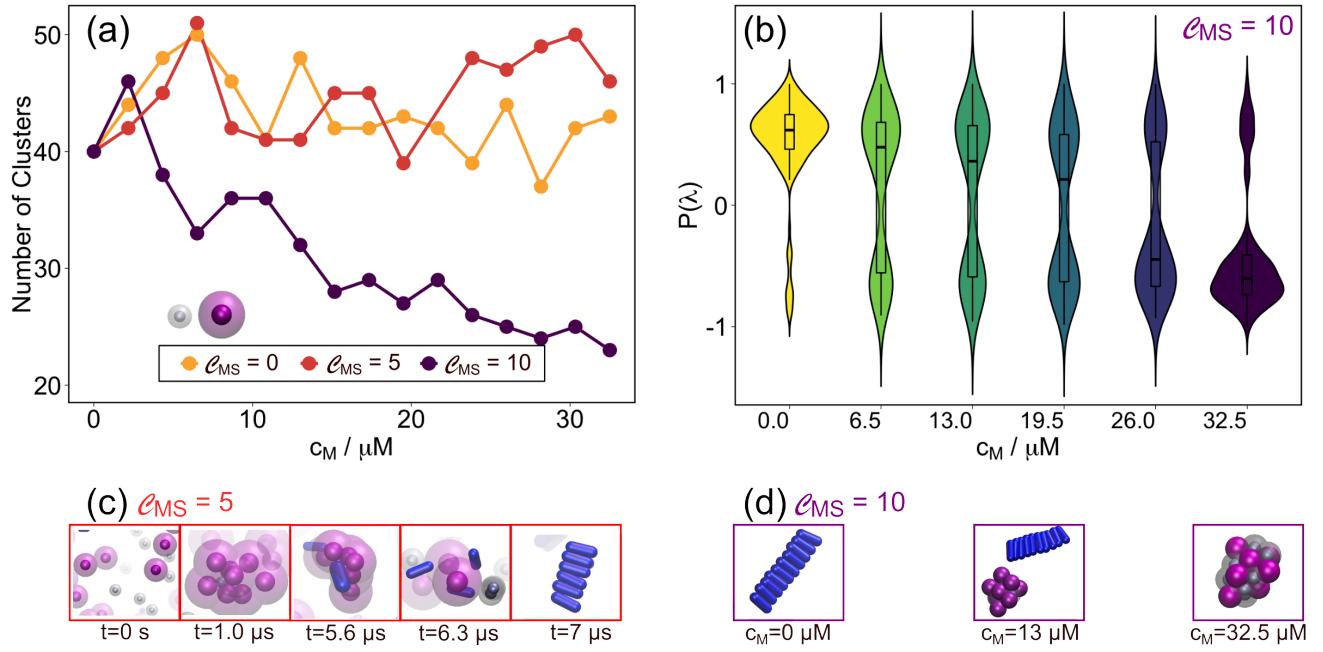 (a)
50
40
30
20
Number of Clusters
𝒞MS = 0
𝒞MS = 5
𝒞MS = 10
0
10
20
30
cM / μM
(b)
𝒞MS = 10
1
0
-1
P(λ)
0.0
6.5
13.0
19.5
26.0
32.5
cM / μM
(c) 𝒞MS = 5
t=0 s
t=1.0 μs
t=5.6 μs
t=6.3 μs
t=7 μs
(d) 𝒞MS = 10
cM=0 μM
cM=13 μM
cM=32.5 μM